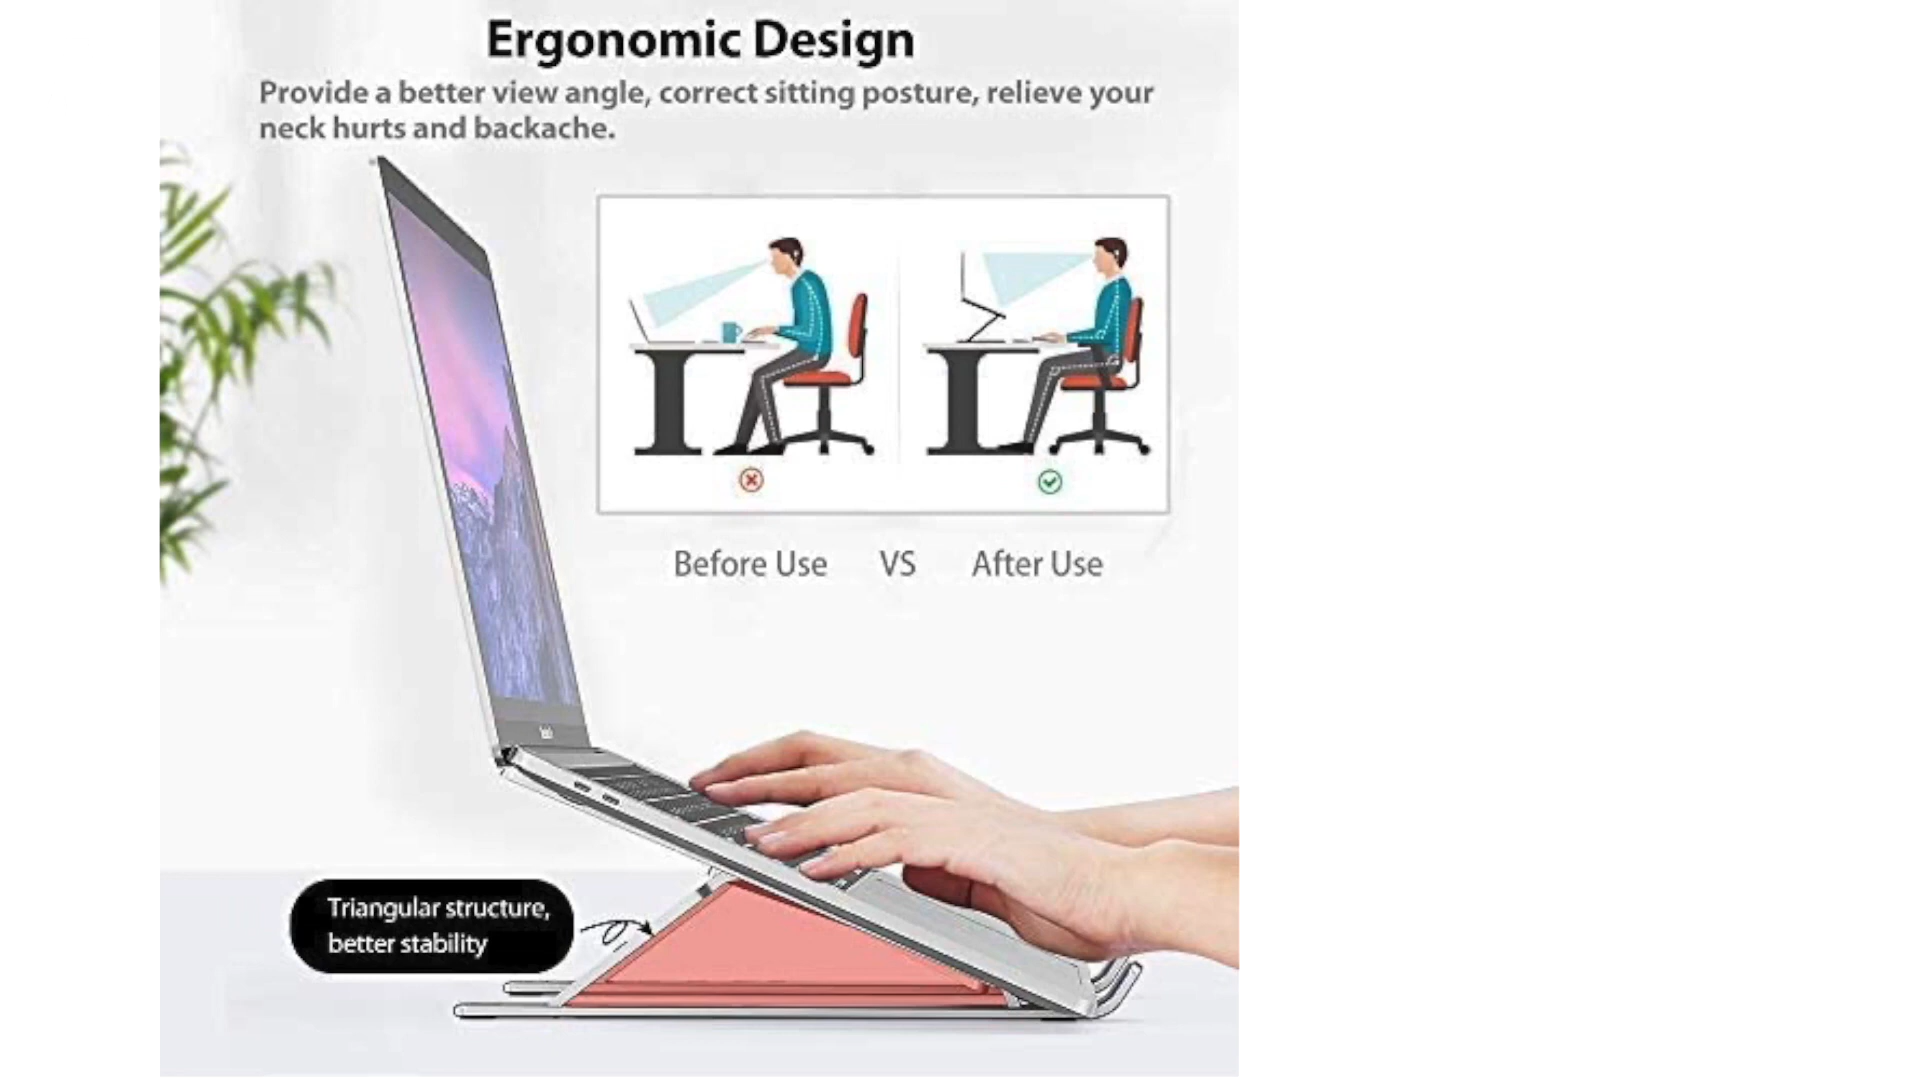 Ergonomic Design
Provide a better view angle, correct sitting posture, relieve your
neck hurts and backache.
Before Use VS After Use
Triangular structure,
better stability